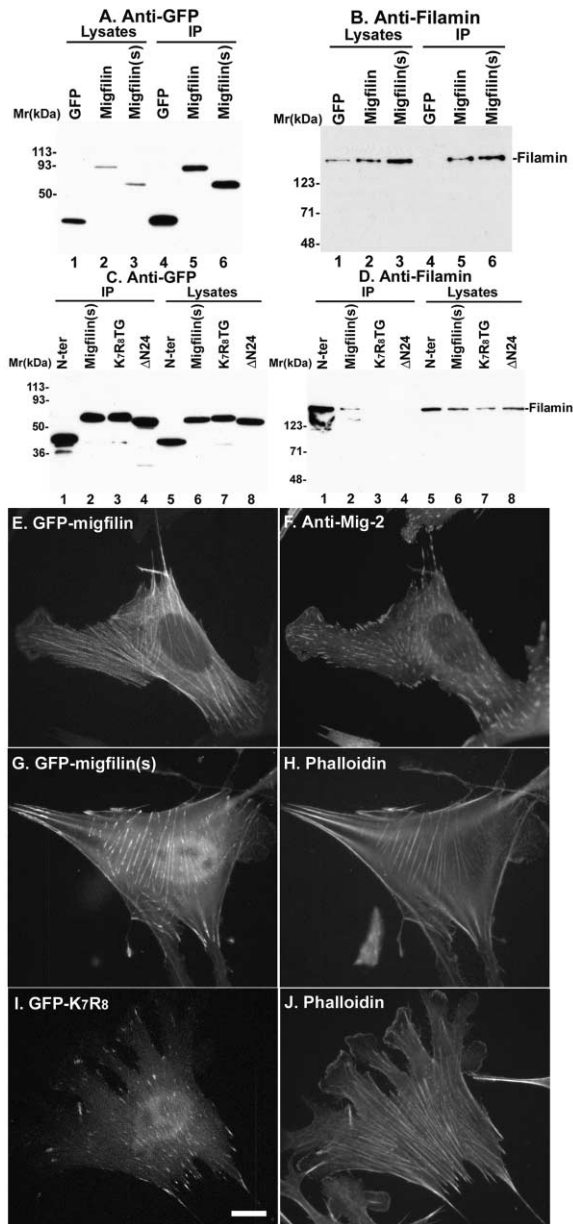 A. Anti-GFP
Lysates IP
GFP Migfilin Migfilin(s) GFP Migfilin Migfilin(s)
Mr(kDa)
113-
93-
50-
1 2 3 4 5 6
B. Anti-Filamin
Lysates IP
GFP Migfilin Migfilin(s) GFP Migfilin Migfilin(s)
Mr(kDa)
-Filamin
123-
71-
48-
1 2 3 4 5 6
C. Anti-GFP
IP Lysates
N-ter Migfilin(s) K7R8TG ΔN24 N-ter Migfilin(s) K7R8TG ΔN24
Mr(kDa)
113-
93-
50-
36-
1 2 3 4 5 6 7 8
D. Anti-Filamin
IP Lysates
N-ter Migfilin(s) K7R8TG ΔN24 N-ter Migfilin(s) K7R8TG ΔN24
Mr(kDa)
-Filamin
123-
71-
48-
1 2 3 4 5 6 7 8
E. GFP-migfilin
F. Anti-Mig-2
G. GFP-migfilin(s)
H. Phalloidin
I. GFP-K7R8
J. Phalloidin